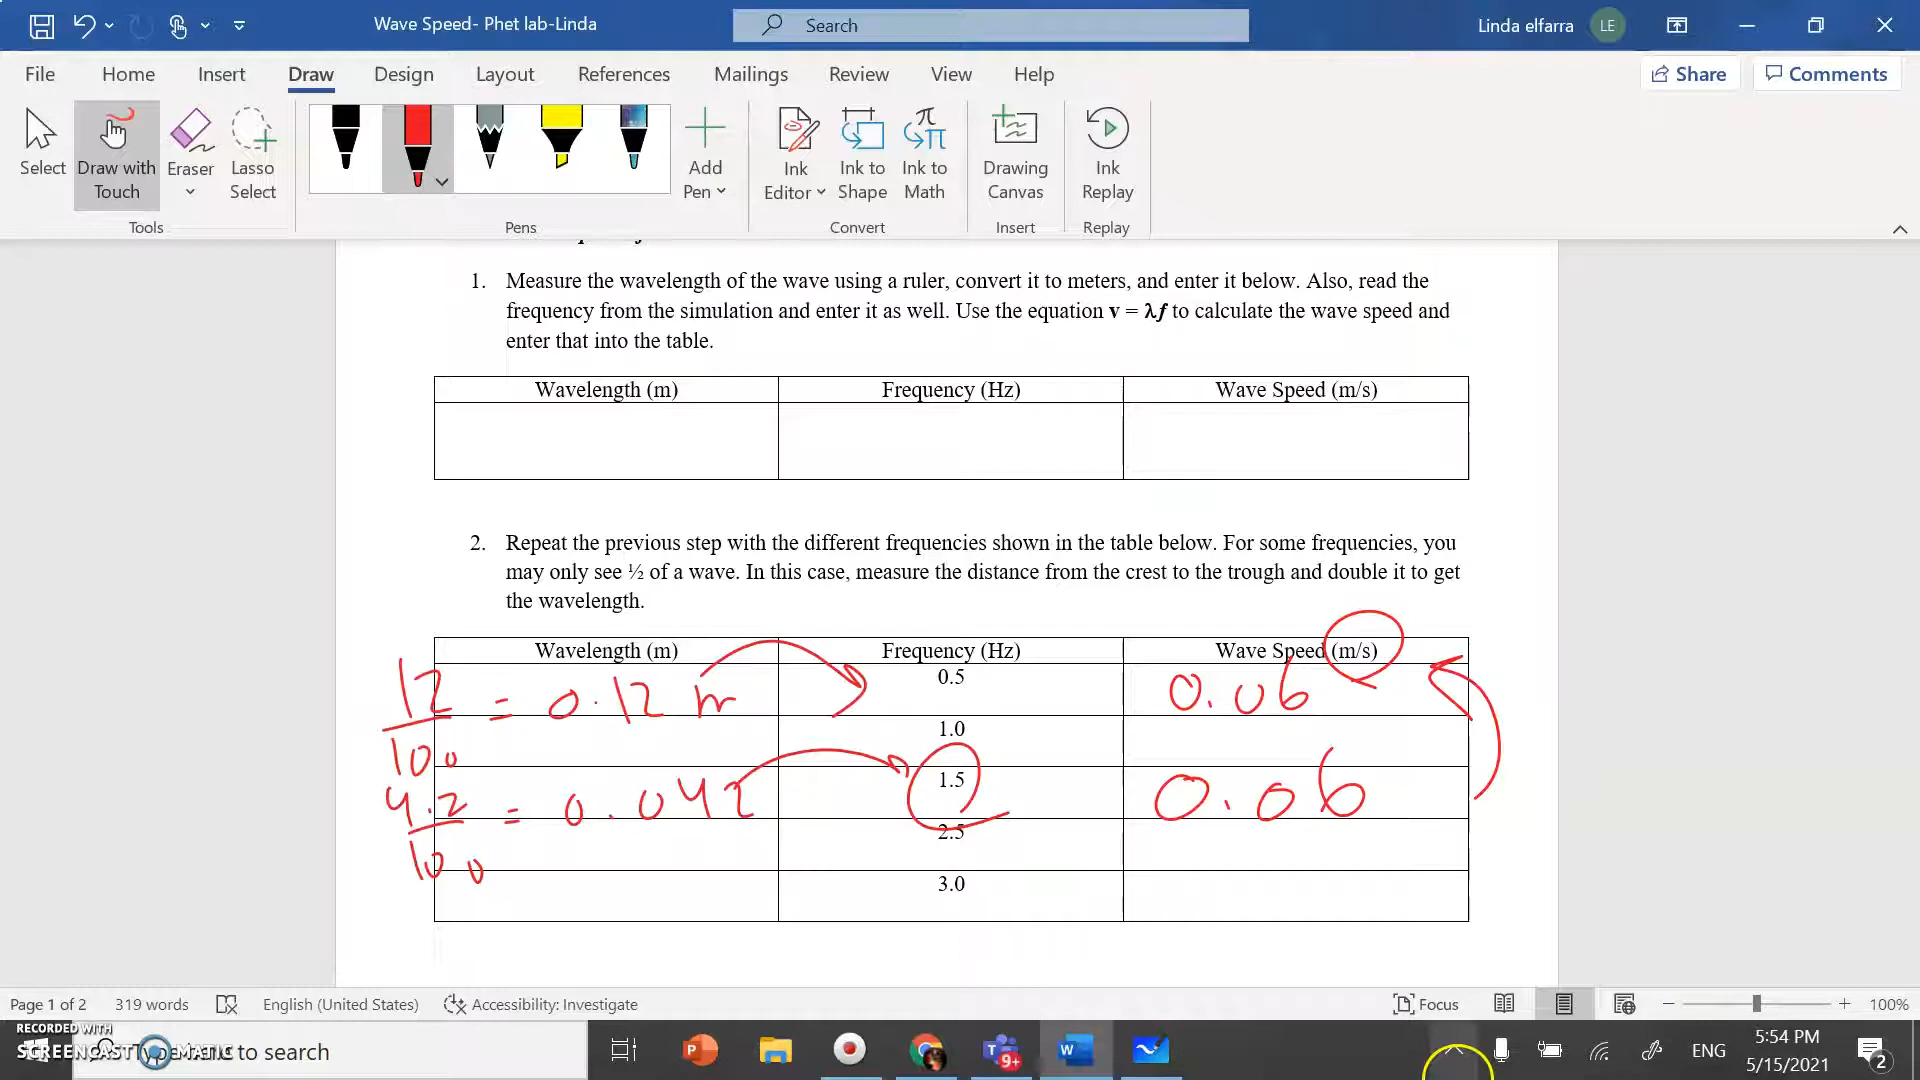 Wave Speed- Phet lab-Linda
Search
Linda elfarra
LE
File Home Insert Draw Design Layout References Mailings Review View Help
Share
Comments
Select
Draw with Touch
Eraser
Lasso Select
Add Pen
Ink Editor
Ink to Shape
Ink to Math
Drawing Canvas
Ink Replay
Tools Pens Convert Insert Replay
1. Measure the wavelength of the wave using a ruler, convert it to meters, and enter it below. Also, read the
frequency from the simulation and enter it as well. Use the equation v = λf to calculate the wave speed and
enter that into the table.
Wavelength (m) Frequency (Hz) Wave Speed (m/s)
2. Repeat the previous step with the different frequencies shown in the table below. For some frequencies, you
may only see ½ of a wave. In this case, measure the distance from the crest to the trough and double it to get
the wavelength.
Wavelength (m) Frequency (Hz) Wave Speed (m/s)
12/100 = 0.12 m 0.5 0.06
1.0
4.2/100 = 0.042 1.5 0.06
2.5
3.0
Page 1 of 2 319 words English (United States) Accessibility: Investigate Focus 100%
RECORDED WITH
SCREENCAST MATIC
Type here to search
9+
ENG
5:54 PM
5/15/2021
2